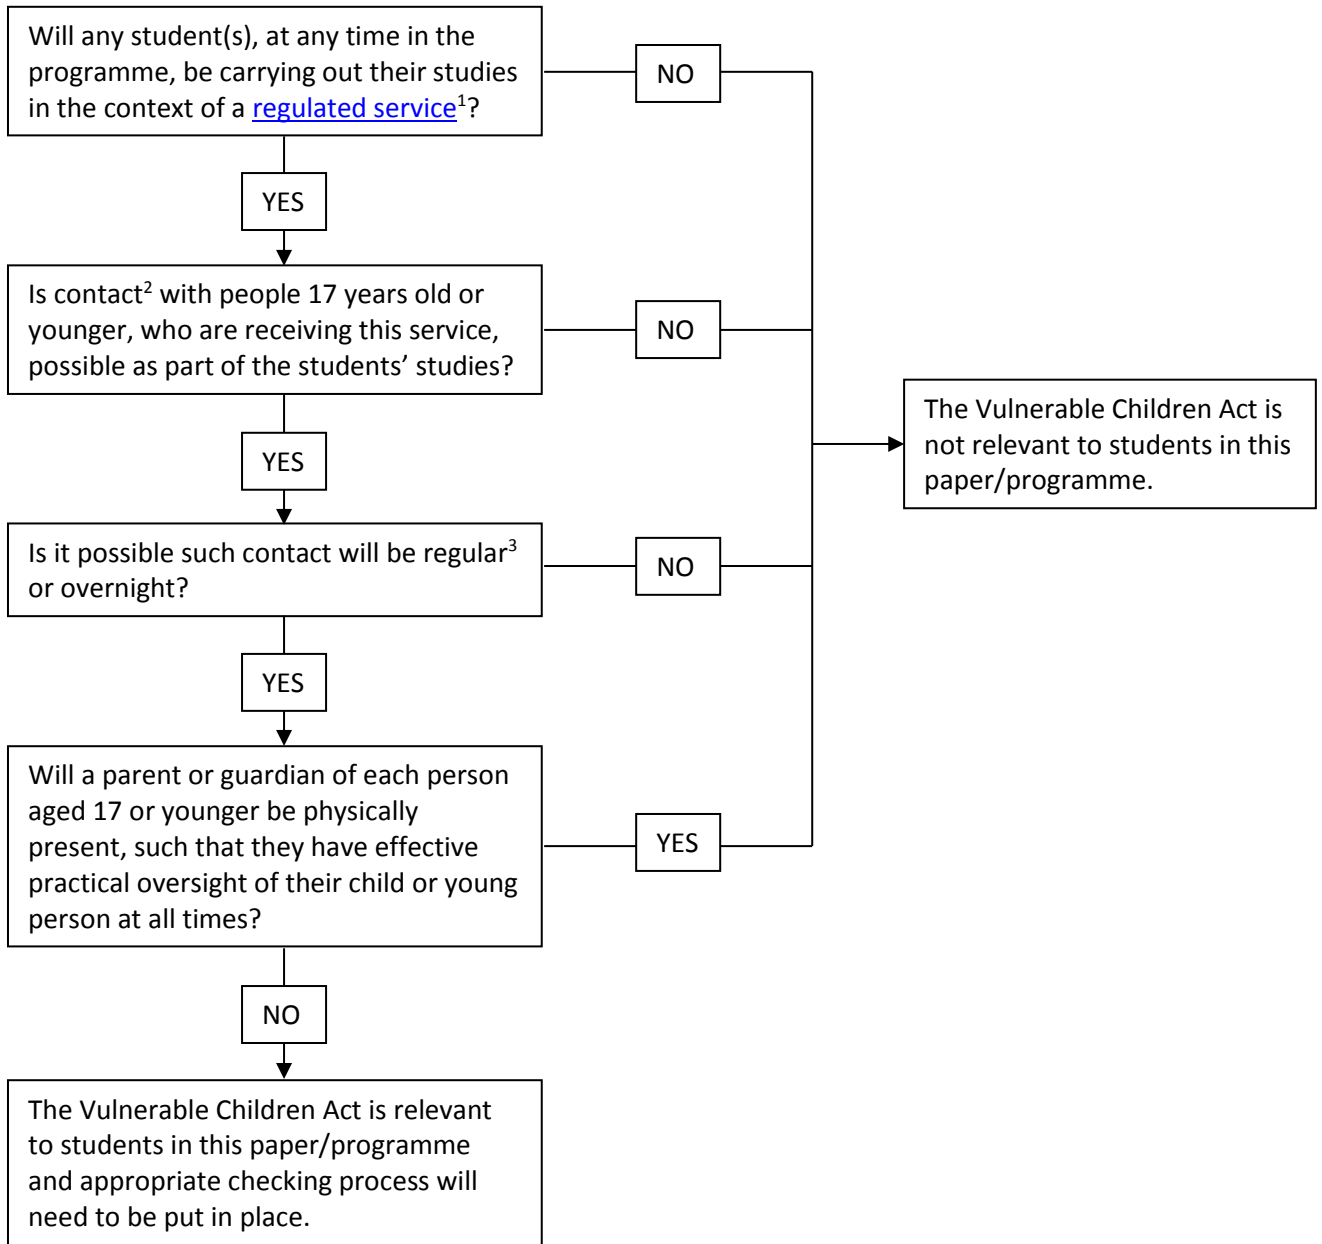 Will any student(s), at any time in the
programme, be carrying out their studies
in the context of a regulated service¹?
NO
YES
Is contact² with people 17 years old or
younger, who are receiving this service,
possible as part of the students’ studies?
NO
The Vulnerable Children Act is
not relevant to students in this
paper/programme.
YES
Is it possible such contact will be regular³
or overnight?
NO
YES
Will a parent or guardian of each person
aged 17 or younger be physically
present, such that they have effective
practical oversight of their child or young
person at all times?
YES
NO
The Vulnerable Children Act is relevant
to students in this paper/programme
and appropriate checking process will
need to be put in place.